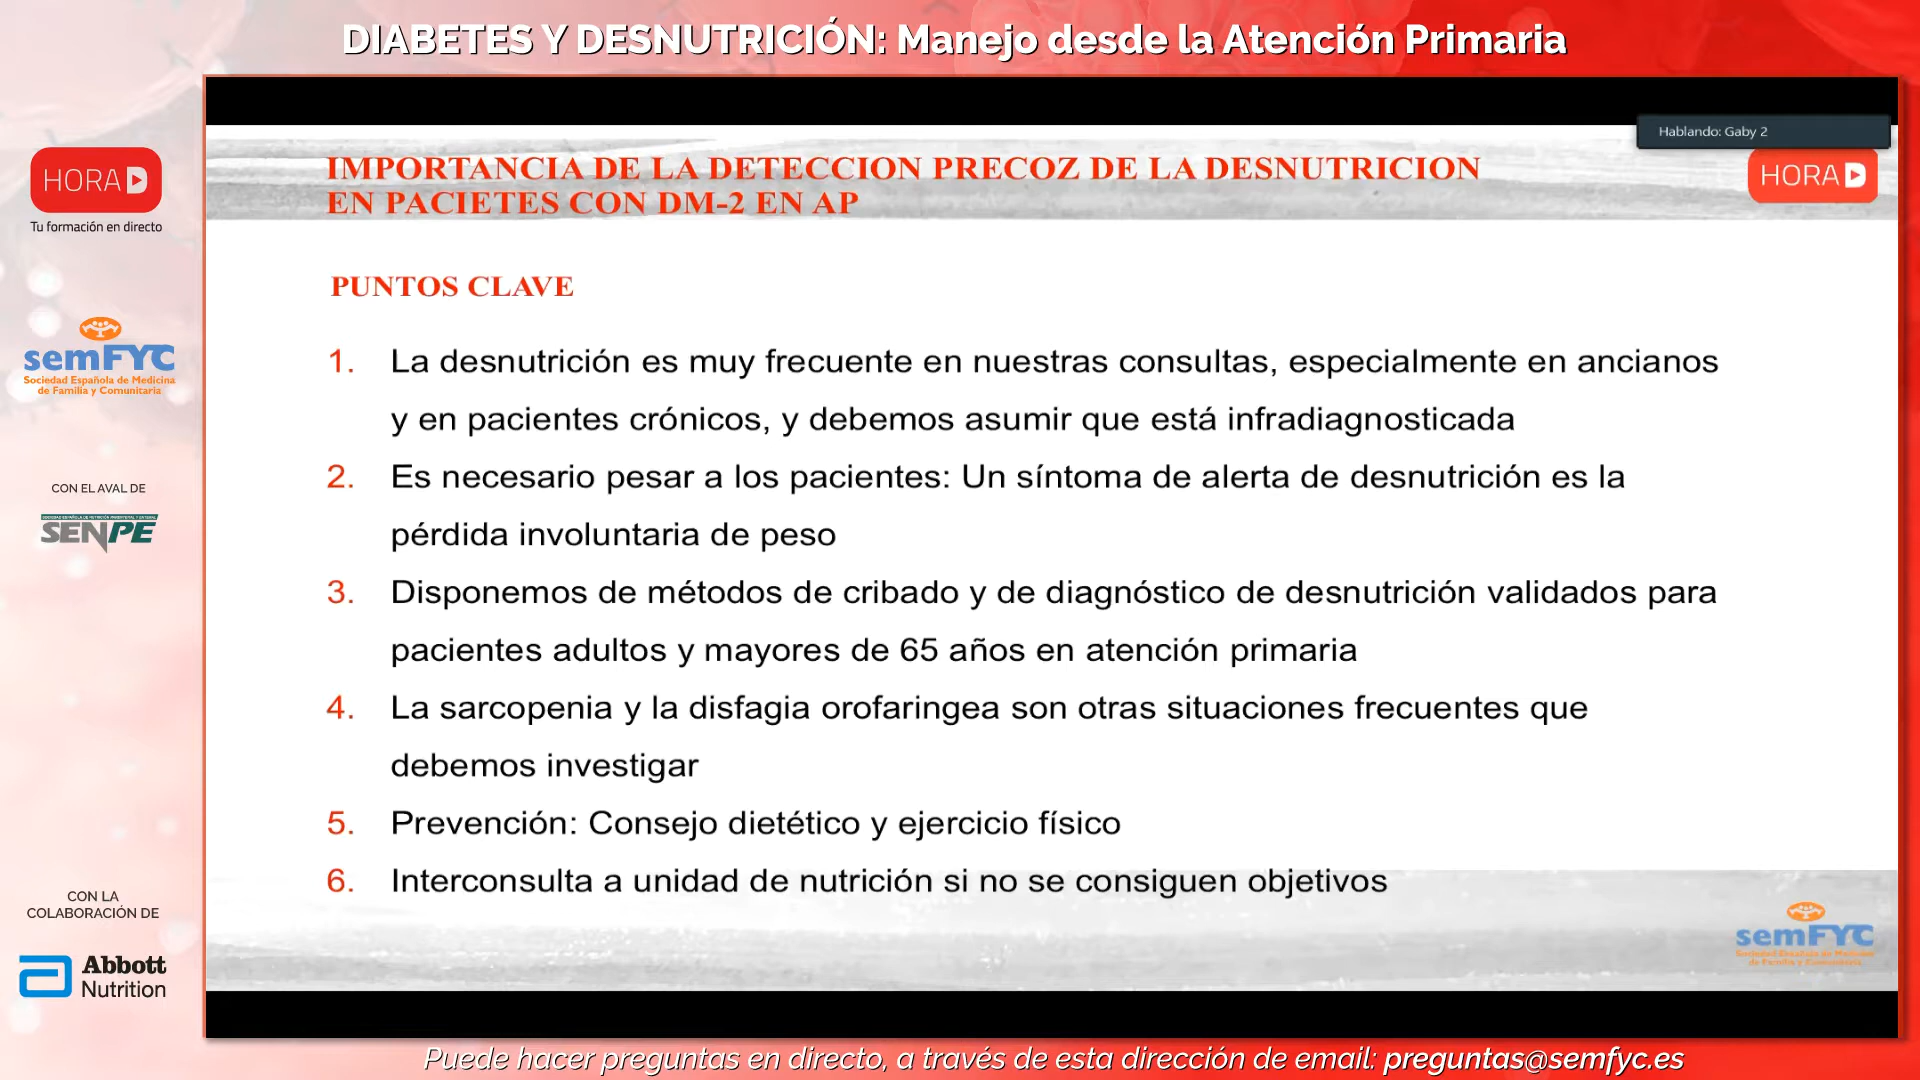 DIABETES Y DESNUTRICIÓN: Manejo desde la Atención Primaria
Hablando: Gaby 2
HORA
Tu formación en directo
semFYC
Sociedad Española de Medicina
de Familia y Comunitaria
CON EL AVAL DE
SENPE
CON LA
COLABORACIÓN DE
Abbott
Nutrition
IMPORTANCIA DE LA DETECCION PRECOZ DE LA DESNUTRICION
EN PACIETES CON DM-2 EN AP
HORA
PUNTOS CLAVE
1. La desnutrición es muy frecuente en nuestras consultas, especialmente en ancianos
y en pacientes crónicos, y debemos asumir que está infradiagnosticada
2. Es necesario pesar a los pacientes: Un síntoma de alerta de desnutrición es la
pérdida involuntaria de peso
3. Disponemos de métodos de cribado y de diagnóstico de desnutrición validados para
pacientes adultos y mayores de 65 años en atención primaria
4. La sarcopenia y la disfagia orofaringea son otras situaciones frecuentes que
debemos investigar
5. Prevención: Consejo dietético y ejercicio físico
6. Interconsulta a unidad de nutrición si no se consiguen objetivos
semFYC
Sociedad Española de Medicina
de Familia y Comunitaria
Puede hacer preguntas en directo, a través de esta dirección de email: preguntas@semfyc.es